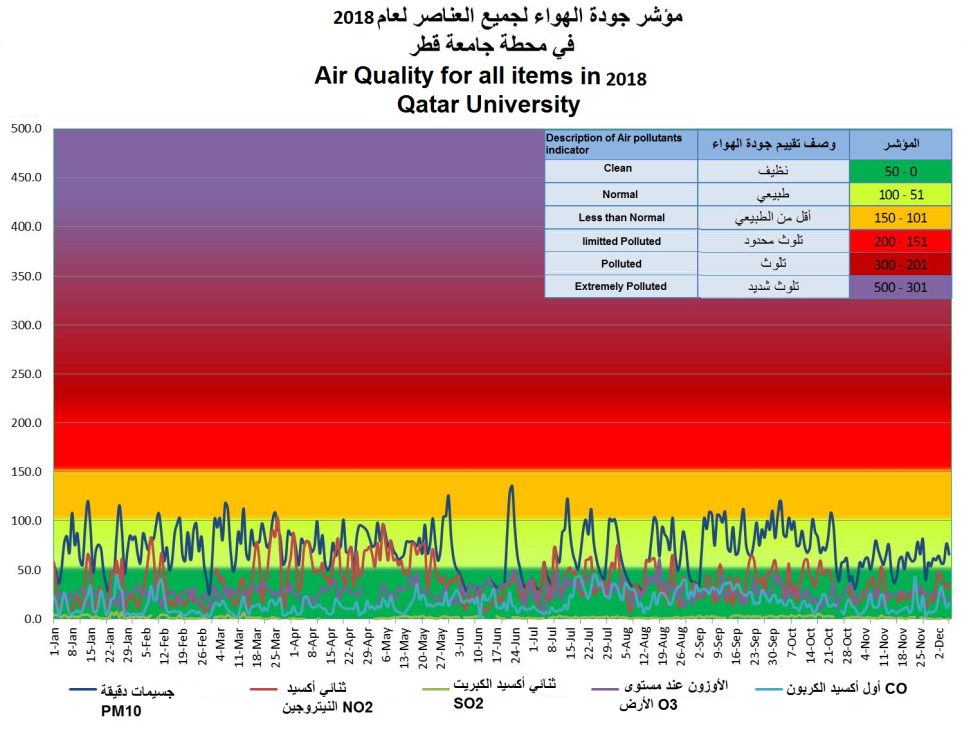 مؤشر جودة الهواء لجميع العناصر لعام 2018
في محطة جامعة قطر
Air Quality for all items in 2018
Qatar University
Description of Air pollutants indicator وصف تقييم جودة الهواء المؤشر
Clean نظيف 50 - 0
Normal طبيعي 100 - 51
Less than Normal أقل من الطبيعي 150 - 101
limitted Polluted تلوث محدود 200 - 151
Polluted تلوث 300 - 201
Extremely Polluted تلوث شديد 500 - 301
500.0
450.0
400.0
350.0
300.0
250.0
200.0
150.0
100.0
50.0
0.0
1-Jan 8-Jan 15-Jan 22-Jan 29-Jan 5-Feb 12-Feb 19-Feb 26-Feb 4-Mar 11-Mar 18-Mar 25-Mar 1-Apr 8-Apr 15-Apr 22-Apr 29-Apr 6-May 13-May 20-May 27-May 3-Jun 10-Jun 17-Jun 24-Jun 1-Jul 8-Jul 15-Jul 22-Jul 29-Jul 5-Aug 12-Aug 19-Aug 26-Aug 2-Sep 9-Sep 16-Sep 23-Sep 30-Sep 7-Oct 14-Oct 21-Oct 28-Oct 4-Nov 11-Nov 18-Nov 25-Nov 2-Dec
جسيمات دقيقة
PM10
ثنائي أكسيد
النيتروجين NO2
ثنائي أكسيد الكبريت
SO2
الأوزون عند مستوى
الأرض O3
أول أكسيد الكربون CO